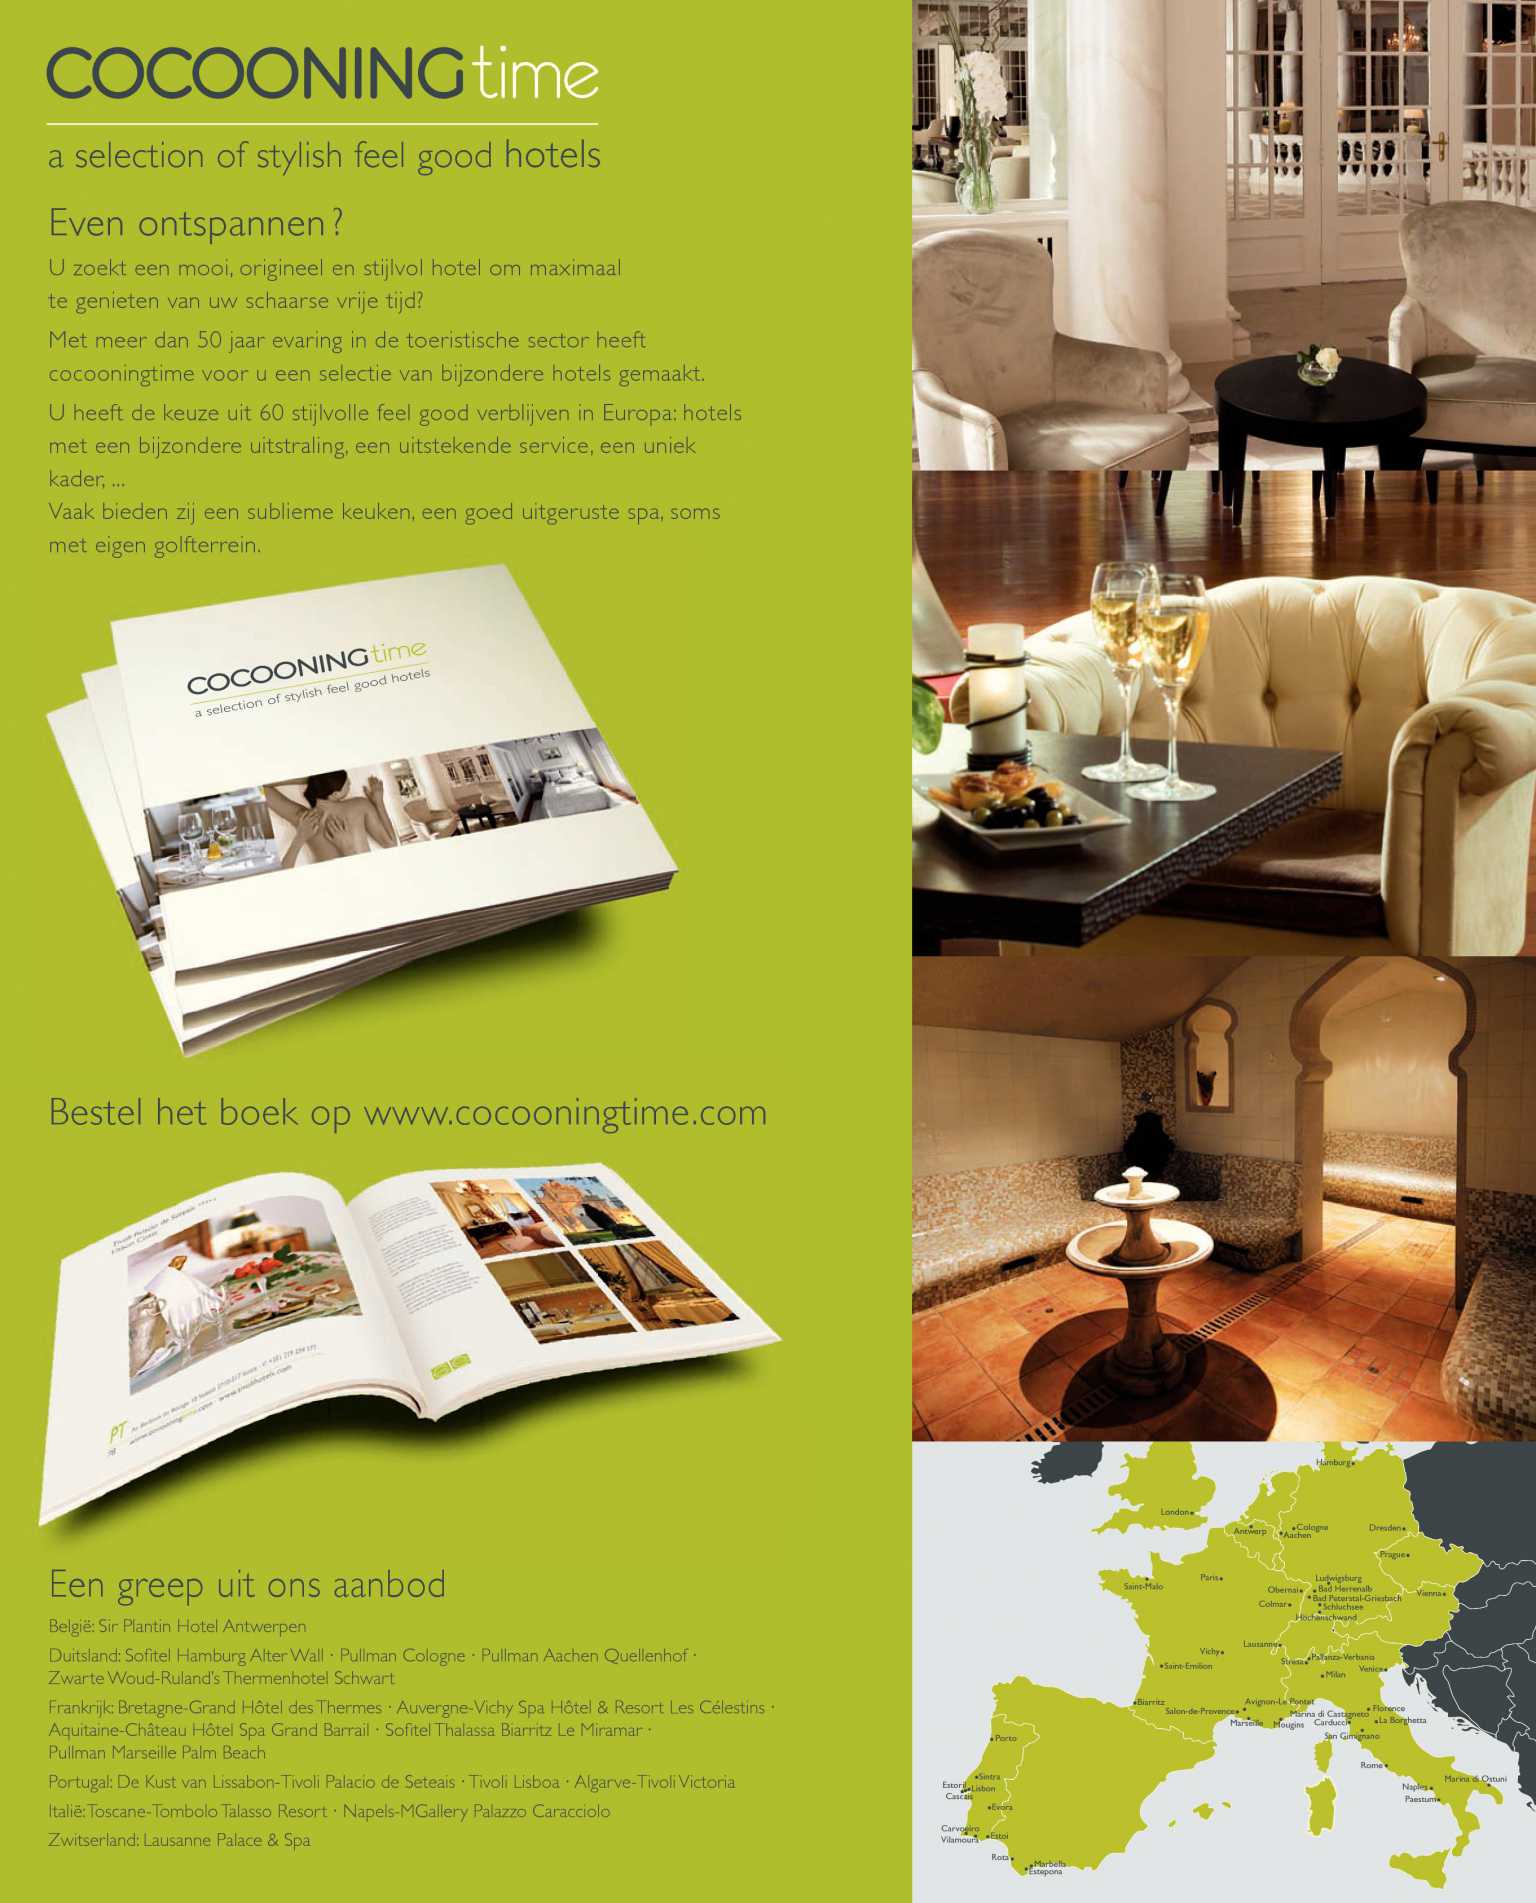 COCOONINGtime
a selection of stylish feel good hotels
Even ontspannen ?
U zoekt een mooi, origineel en stijlvol hotel om maximaal
te genieten van uw schaarse vrije tijd?
Met meer dan 50 jaar evaring in de toeristische sector heeft
cocooningtime voor u een selectie van bijzondere hotels gemaakt.
U heeft de keuze uit 60 stijlvolle feel good verblijven in Europa: hotels
met een bijzondere uitstraling, een uitstekende service, een uniek
kader, ...
Vaak bieden zij een sublieme keuken, een goed uitgeruste spa, soms
met eigen golfterrein.
COCOONINGtime
a selection of stylish feel good hotels
Bestel het boek op www.cocooningtime.com
Tivoli Palacio de Seteais
PT
www.cocooningtime.com · www.tivolihotels.com
Een greep uit ons aanbod
België: Sir Plantin Hotel Antwerpen
Duitsland: Sofitel Hamburg Alter Wall · Pullman Cologne · Pullman Aachen Quellenhof ·
Zwarte Woud-Ruland's Thermenhotel Schwart
Frankrijk: Bretagne-Grand Hôtel des Thermes · Auvergne-Vichy Spa Hôtel & Resort Les Célestins ·
Aquitaine-Château Hôtel Spa Grand Barrail · Sofitel Thalassa Biarritz Le Miramar ·
Pullman Marseille Palm Beach
Portugal: De Kust van Lissabon-Tivoli Palacio de Seteais · Tivoli Lisboa · Algarve-Tivoli Victoria
Italië: Toscane-Tombolo Talasso Resort · Napels-MGallery Palazzo Caracciolo
Zwitserland: Lausanne Palace & Spa
Hamburg
London
Antwerp
Cologne
Aachen
Dresden
Prague
Saint-Malo
Paris
Ludwigsburg
Obernai
Bad Herrenalb
Bad Peterstal-Griesbach
Colmar
Schluchsee
Höchenschwand
Vienna
Lausanne
Vichy
Stresa
Pallanza-Verbania
Saint-Emilion
Milan
Venice
Biarritz
Avignon-Le Pontet
Salon-de-Provence
Marseille
Mougins
Marina di Castagneto
Carducci
Florence
La Borghetta
San Gimignano
Porto
Rome
Sintra
Estoril
Lisbon
Cascais
Evora
Naples
Marina di Ostuni
Paestum
Carvoeiro
Vilamoura
Estoi
Rota
Marbella
Estepona